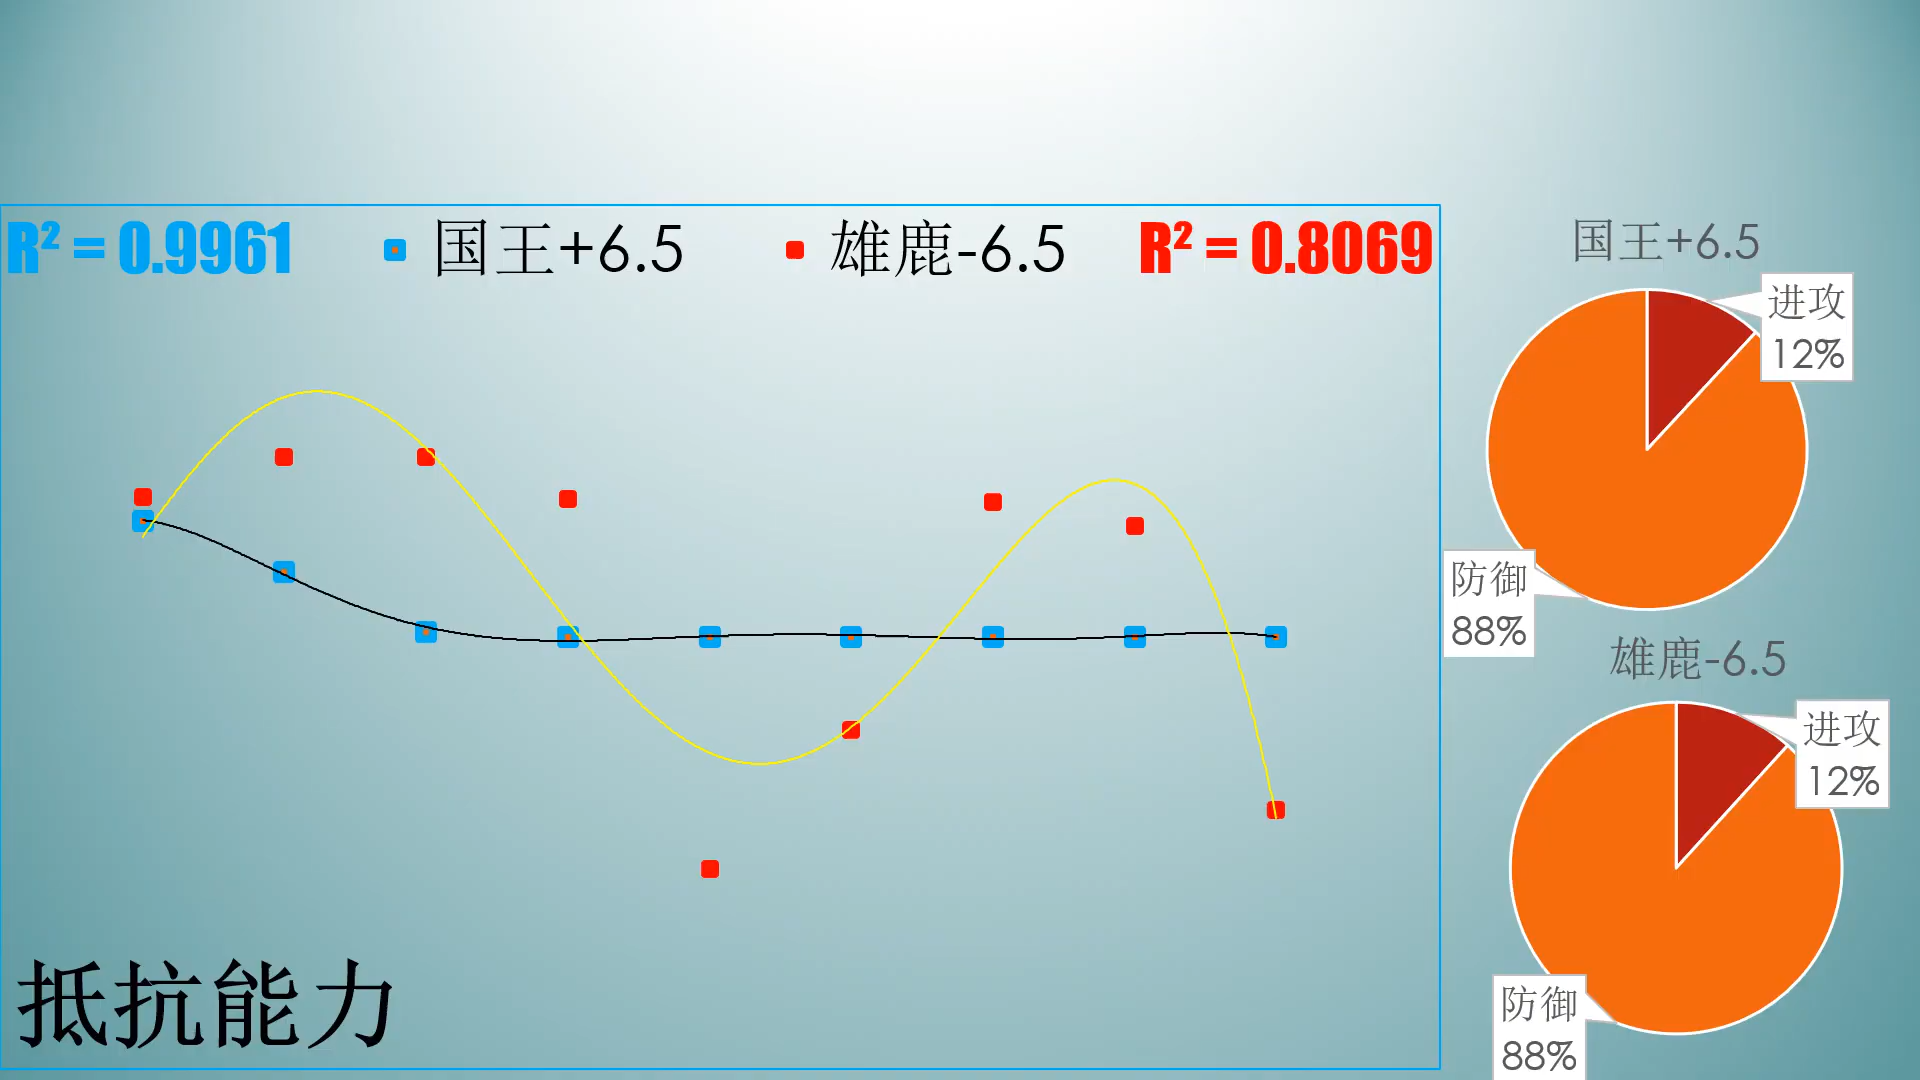 R² = 0.9961
国王+6.5
雄鹿-6.5
R² = 0.8069
抵抗能力
国王+6.5
进攻
12%
防御
88%
雄鹿-6.5
进攻
12%
防御
88%